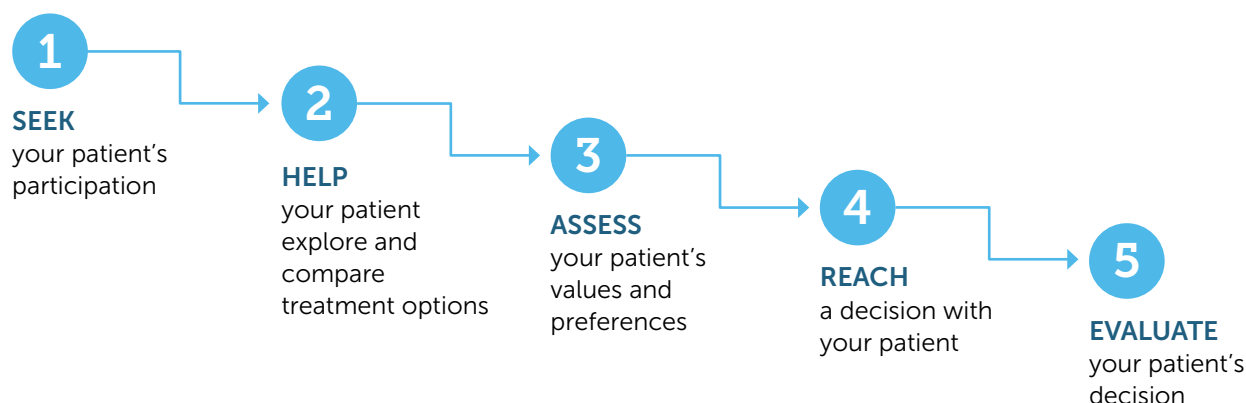 1
SEEK
your patient's
participation
2
HELP
your patient
explore and
compare
treatment options
3
ASSESS
your patient's
values and
preferences
4
REACH
a decision with
your patient
5
EVALUATE
your patient's
decision